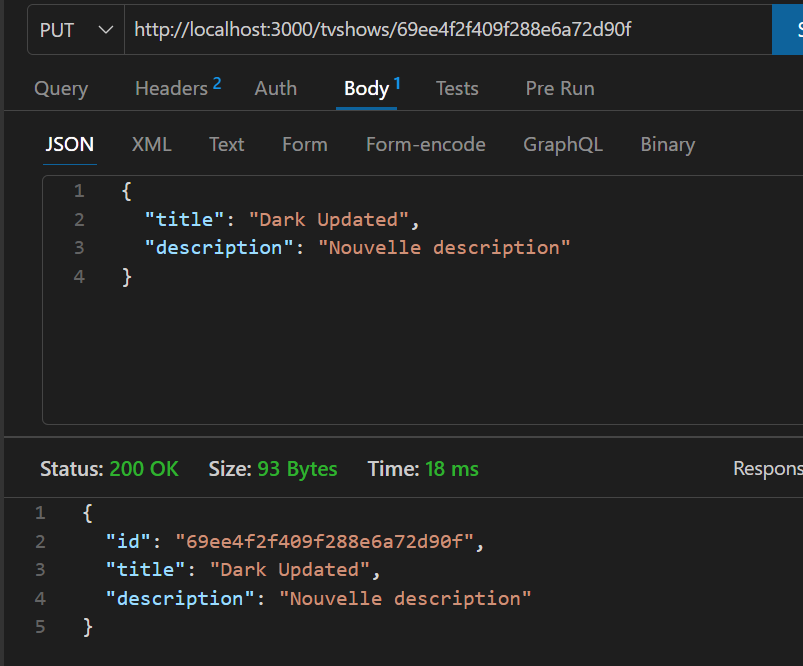 PUT http://localhost:3000/tvshows/69ee4f2f409f288e6a72d90f
Query Headers 2 Auth Body 1 Tests Pre Run
JSON XML Text Form Form-encode GraphQL Binary
1 {
2 "title": "Dark Updated",
3 "description": "Nouvelle description"
4 }
Status: 200 OK Size: 93 Bytes Time: 18 ms Respons
1 {
2 "id": "69ee4f2f409f288e6a72d90f",
3 "title": "Dark Updated",
4 "description": "Nouvelle description"
5 }